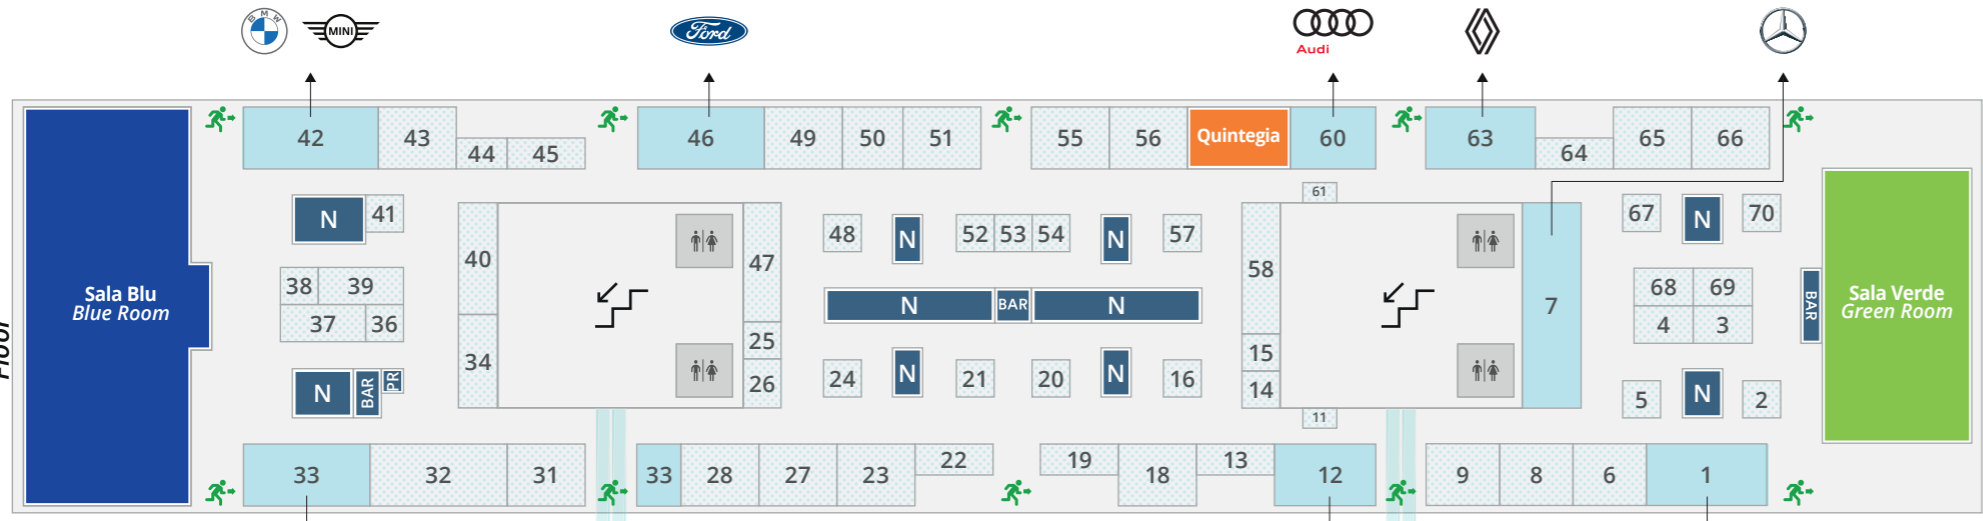 BMW
MINI
Ford
Audi
42
43
44
45
46
49
50
51
55
56
Quintegia
60
63
64
65
66
61
N
41
40
47
48
N
52
53
54
N
57
58
67
N
70
38
39
37
36
34
25
26
N
BAR
N
15
14
7
68
69
4
3
BAR
Sala Blu
Blue Room
Sala Verde
Green Room
Floor
N
BAR
PR
24
N
21
20
N
16
11
5
N
2
33
32
31
33
28
27
23
22
19
18
13
12
9
8
6
1